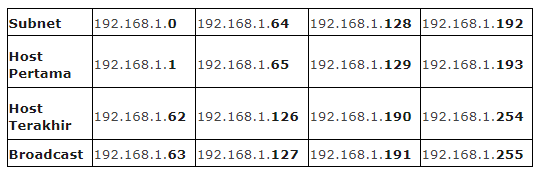 Subnet 192.168.1.0 192.168.1.64 192.168.1.128 192.168.1.192
Host
Pertama 192.168.1.1 192.168.1.65 192.168.1.129 192.168.1.193
Host
Terakhir 192.168.1.62 192.168.1.126 192.168.1.190 192.168.1.254
Broadcast 192.168.1.63 192.168.1.127 192.168.1.191 192.168.1.255